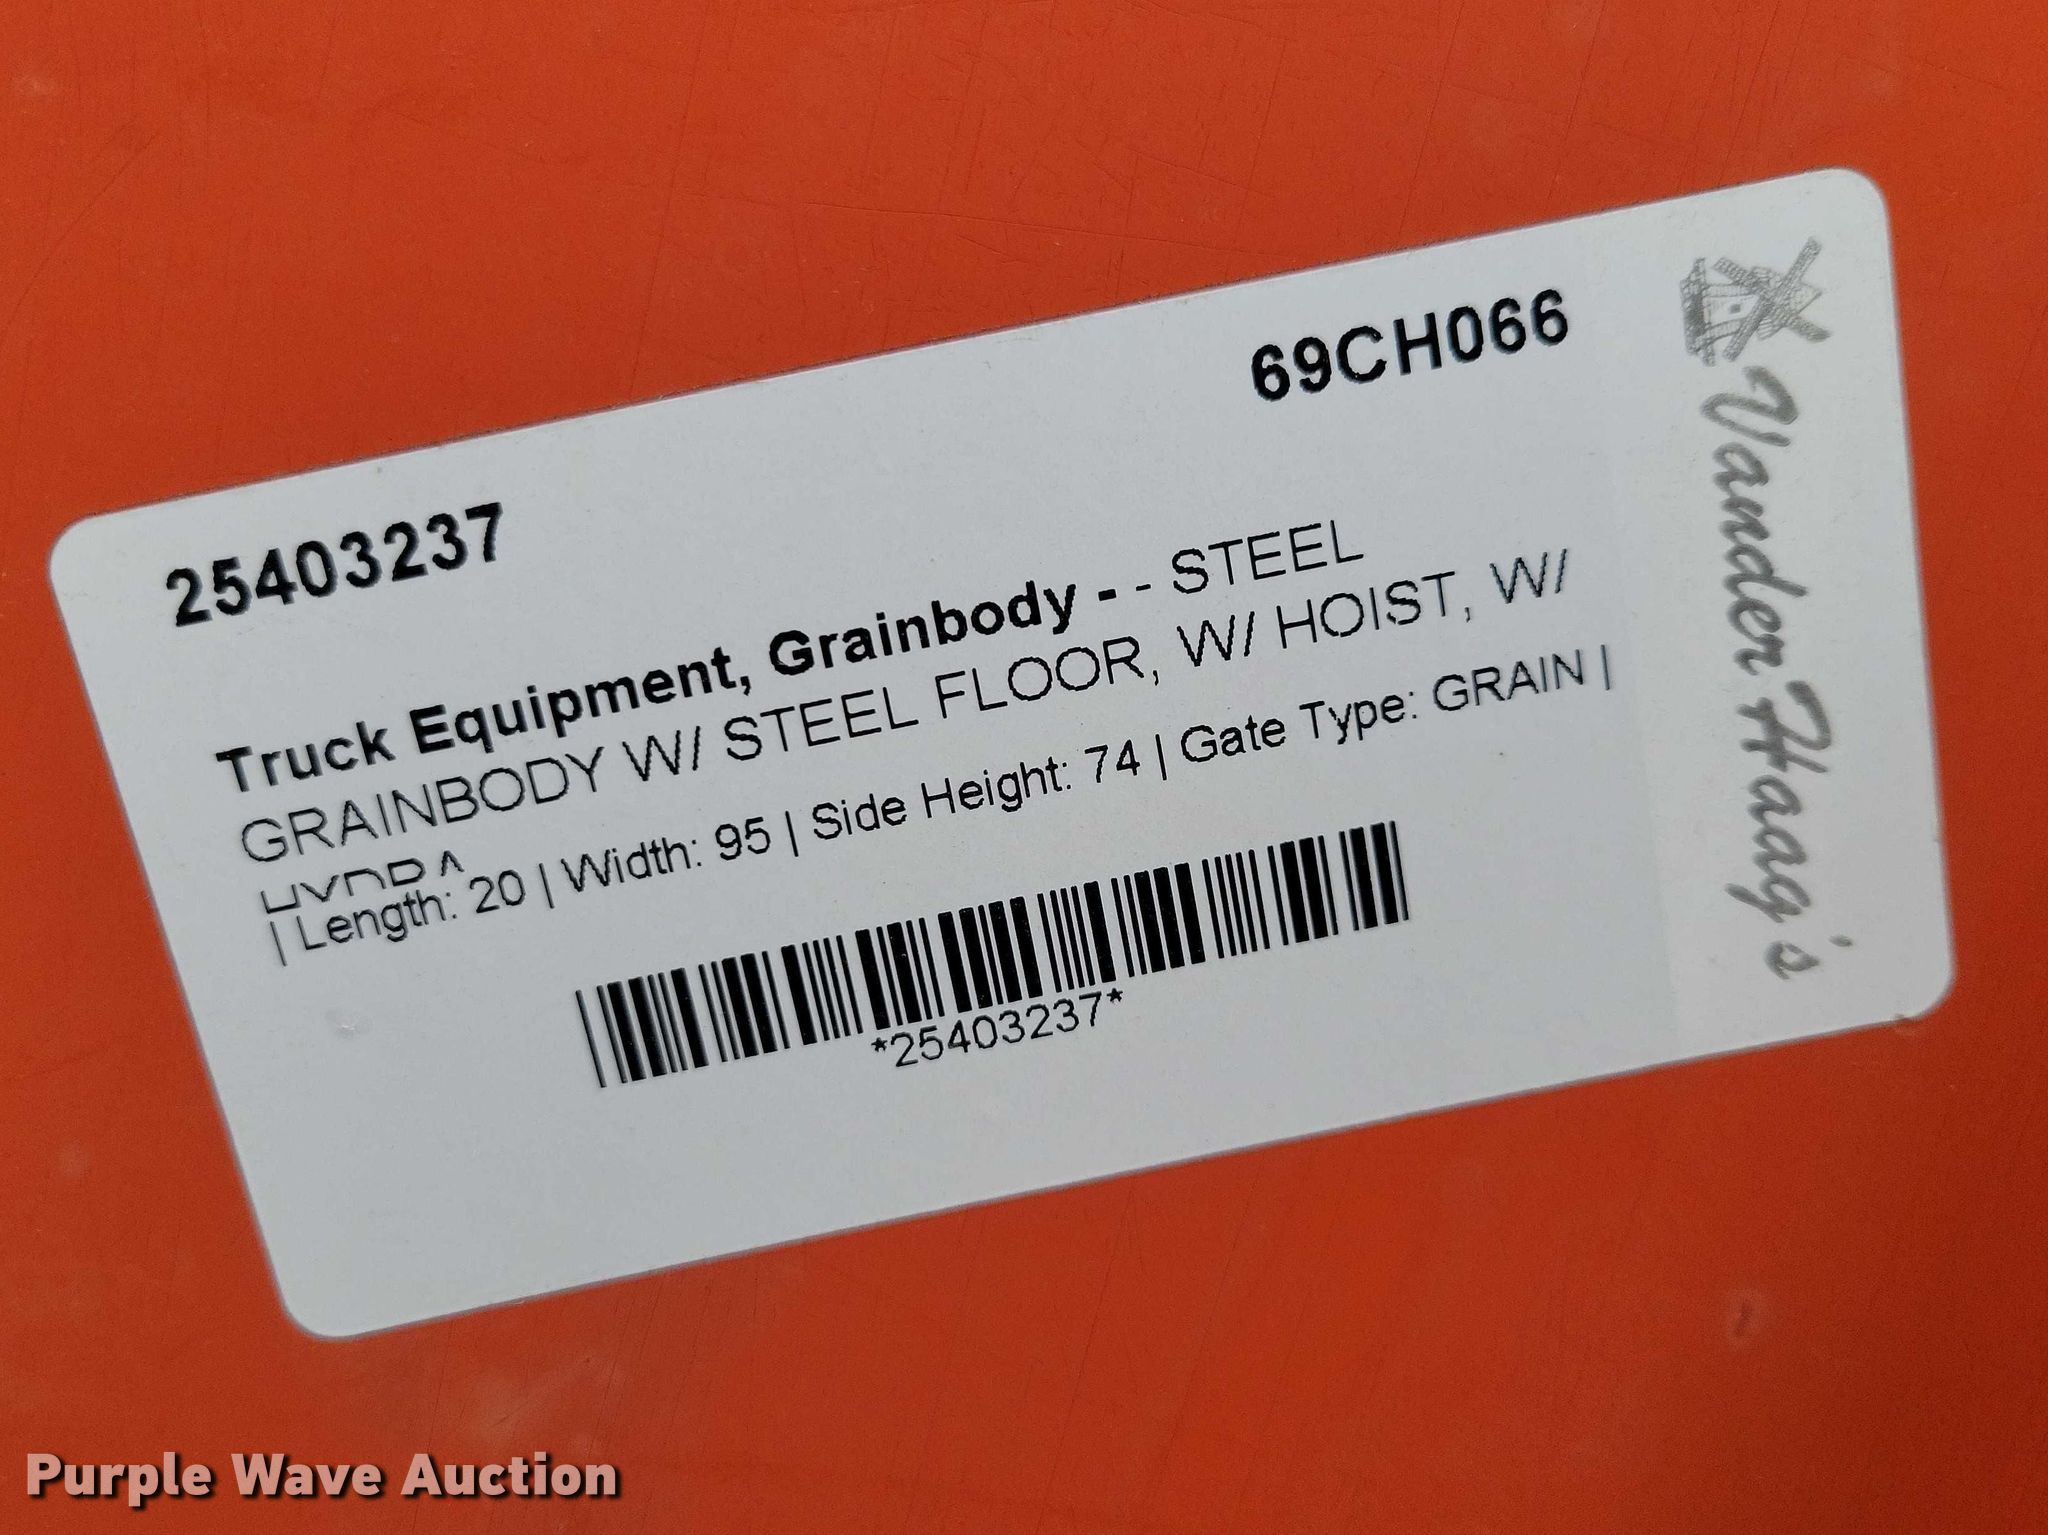 69CH066
25403237
Truck Equipment, Grainbody - - STEEL
GRAINBODY W/ STEEL FLOOR, W/ HOIST, W/
HYDRA
| Length: 20 | Width: 95 | Side Height: 74 | Gate Type: GRAIN |
*25403237*
Vander Haag's
Purple Wave Auction